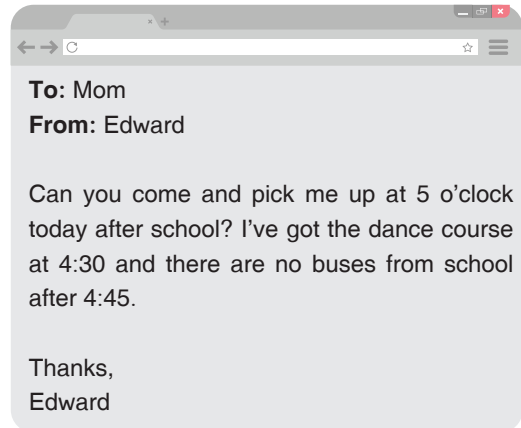 To: Mom
From: Edward
Can you come and pick me up at 5 o'clock
today after school? I've got the dance course
at 4:30 and there are no buses from school
after 4:45.
Thanks,
Edward